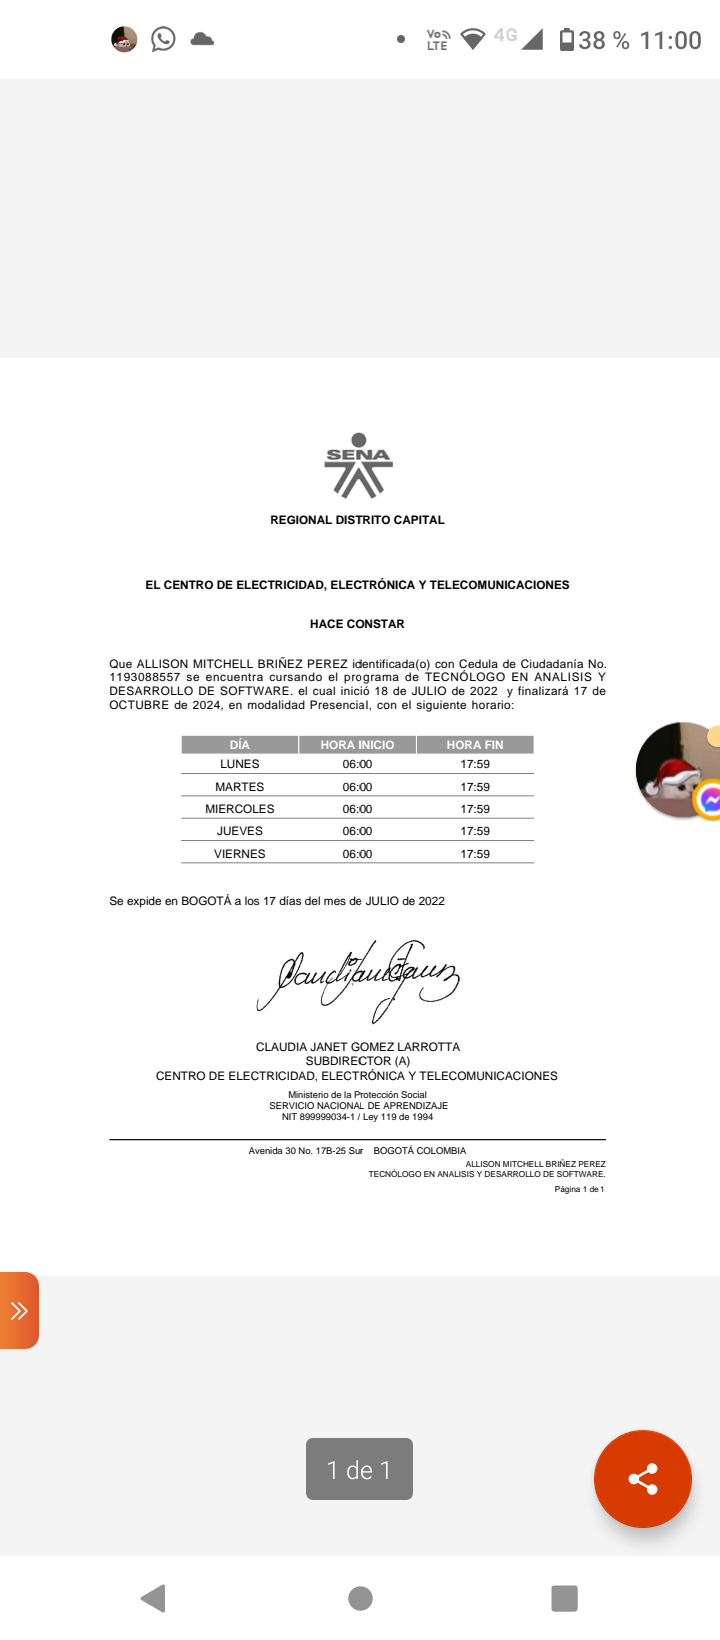 Vo
LTE
4G
38 % 11:00
SENA
REGIONAL DISTRITO CAPITAL
EL CENTRO DE ELECTRICIDAD, ELECTRÓNICA Y TELECOMUNICACIONES
HACE CONSTAR
Que ALLISON MITCHELL BRIÑEZ PEREZ identificada(o) con Cedula de Ciudadanía No.
1193088557 se encuentra cursando el programa de TECNÓLOGO EN ANALISIS Y
DESARROLLO DE SOFTWARE. el cual inició 18 de JULIO de 2022 y finalizará 17 de
OCTUBRE de 2024, en modalidad Presencial, con el siguiente horario:
DÍA HORA INICIO HORA FIN
LUNES 06:00 17:59
MARTES 06:00 17:59
MIERCOLES 06:00 17:59
JUEVES 06:00 17:59
VIERNES 06:00 17:59
Se expide en BOGOTÁ a los 17 días del mes de JULIO de 2022
CLAUDIA JANET GOMEZ LARROTTA
SUBDIRECTOR (A)
CENTRO DE ELECTRICIDAD, ELECTRÓNICA Y TELECOMUNICACIONES
Ministerio de la Protección Social
SERVICIO NACIONAL DE APRENDIZAJE
NIT 899999034-1 / Ley 119 de 1994
Avenida 30 No. 17B-25 Sur BOGOTÁ COLOMBIA
ALLISON MITCHELL BRIÑEZ PEREZ
TECNÓLOGO EN ANALISIS Y DESARROLLO DE SOFTWARE.
Página 1 de 1
1 de 1